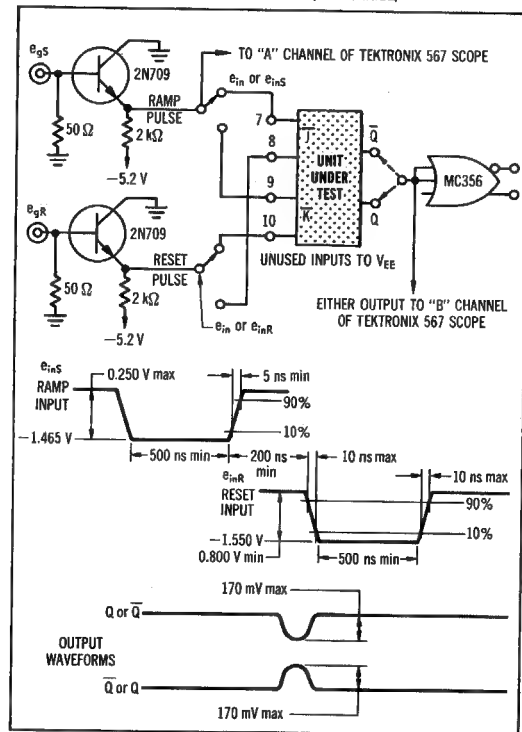 TO "A" CHANNEL OF TEKTRONIX 567 SCOPE
egS
2N709
RAMP
PULSE
ein or einS
50 Ω
2 kΩ
−5.2 V
7
8
9
10
J̅
K̅
UNIT
UNDER
TEST
Q̅
Q
MC356
UNUSED INPUTS TO VEE
egR
2N709
RESET
PULSE
50 Ω
2 kΩ
−5.2 V
ein or einR
EITHER OUTPUT TO "B" CHANNEL
OF TEKTRONIX 567 SCOPE
einS
RAMP
INPUT
0.250 V max
5 ns min
90%
10%
−1.465 V
500 ns min
200 ns
min
10 ns max
10 ns max
einR
RESET
INPUT
90%
10%
−1.550 V
0.800 V min
500 ns min
170 mV max
Q or Q̅
OUTPUT
WAVEFORMS
Q̅ or Q
170 mV max